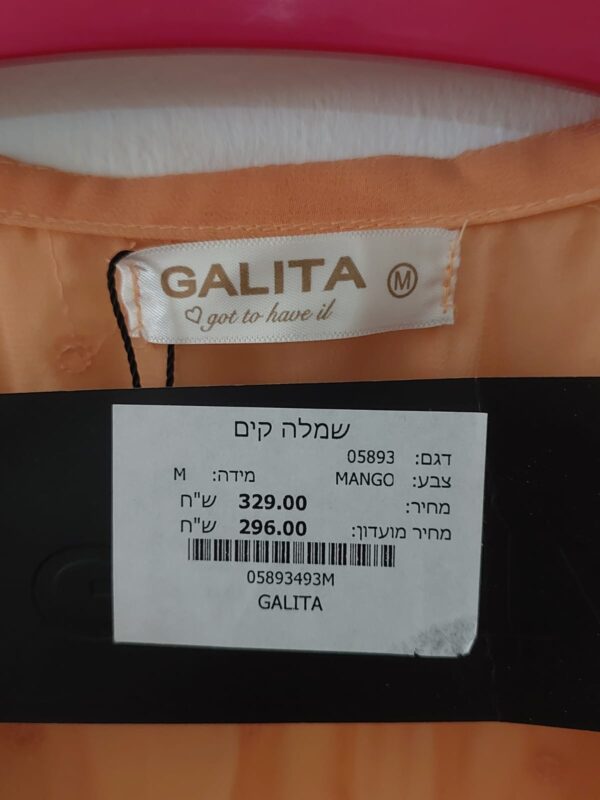 GALITA M
got to have it
שמלה קים
דגם: 05893
צבע: MANGO מידה: M
מחיר: 329.00 ש"ח
מחיר מועדון: 296.00 ש"ח
05893493M
GALITA